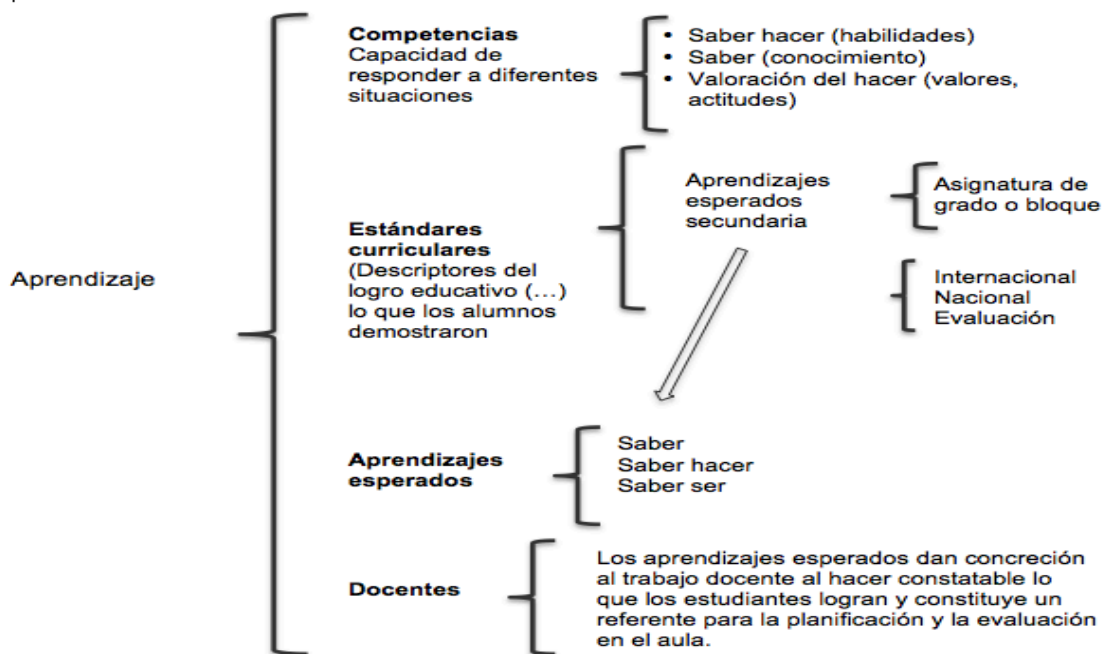 Aprendizaje
Competencias
Capacidad de
responder a diferentes
situaciones
• Saber hacer (habilidades)
• Saber (conocimiento)
• Valoración del hacer (valores,
actitudes)
Estándares
curriculares
(Descriptores del
logro educativo (...)
lo que los alumnos
demostraron
Aprendizajes
esperados
secundaria
Asignatura de
grado o bloque
Internacional
Nacional
Evaluación
Aprendizajes
esperados
Saber
Saber hacer
Saber ser
Docentes
Los aprendizajes esperados dan concreción
al trabajo docente al hacer constatable lo
que los estudiantes logran y constituye un
referente para la planificación y la evaluación
en el aula.